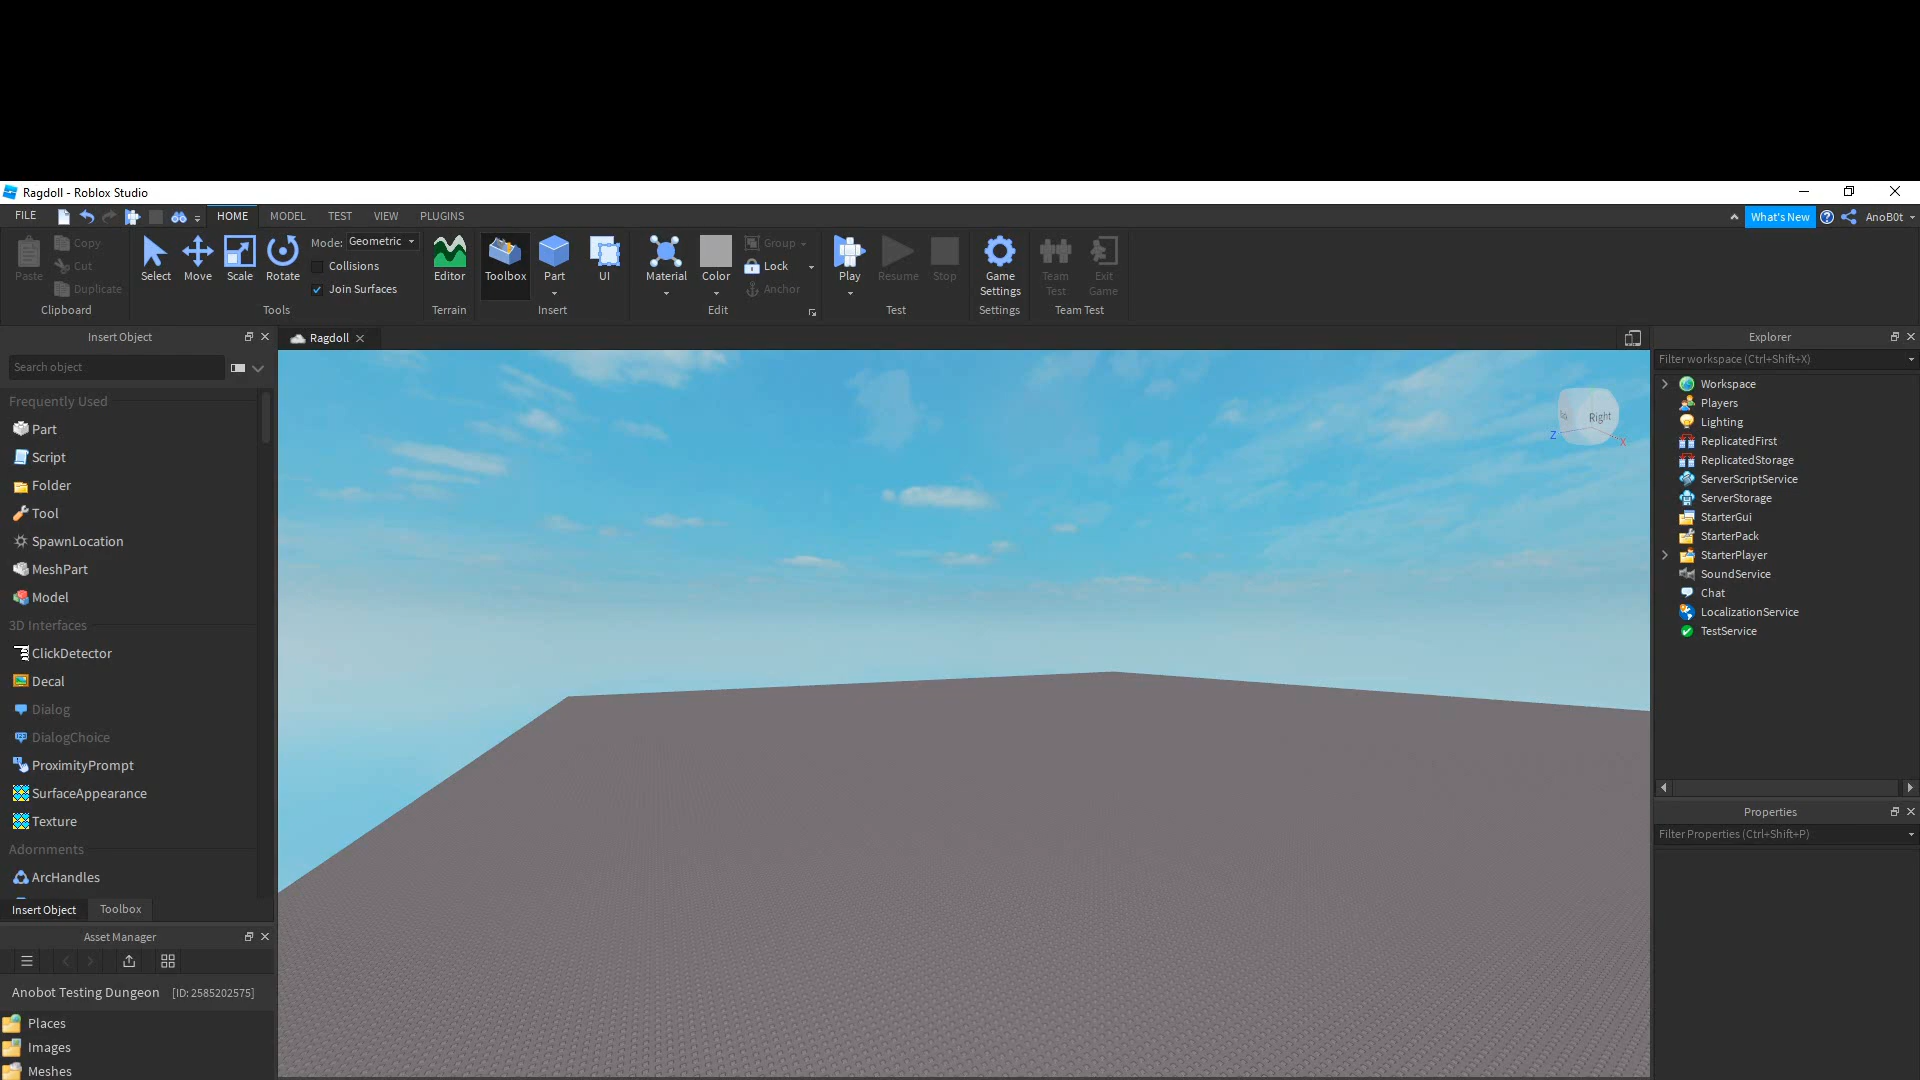 Ragdoll - Roblox Studio
FILE HOME MODEL TEST VIEW PLUGINS What's New AnoB0t
Paste Copy Cut Duplicate
Clipboard
Select Move Scale Rotate
Mode: Geometric
Collisions
Join Surfaces
Tools
Editor
Terrain
Toolbox Part UI
Insert
Material Color Group Lock Anchor
Edit
Play Resume Stop
Test
Game Settings
Settings
Team Test Exit Game
Team Test
Insert Object
Search object
Frequently Used
Part
Script
Folder
Tool
SpawnLocation
MeshPart
Model
3D Interfaces
ClickDetector
Decal
Dialog
DialogChoice
ProximityPrompt
SurfaceAppearance
Texture
Adornments
ArcHandles
Insert Object Toolbox
Asset Manager
Anobot Testing Dungeon [ID: 2585202575]
Places
Images
Meshes
Ragdoll
Right
Z X
Explorer
Filter workspace (Ctrl+Shift+X)
Workspace
Players
Lighting
ReplicatedFirst
ReplicatedStorage
ServerScriptService
ServerStorage
StarterGui
StarterPack
StarterPlayer
SoundService
Chat
LocalizationService
TestService
Properties
Filter Properties (Ctrl+Shift+P)